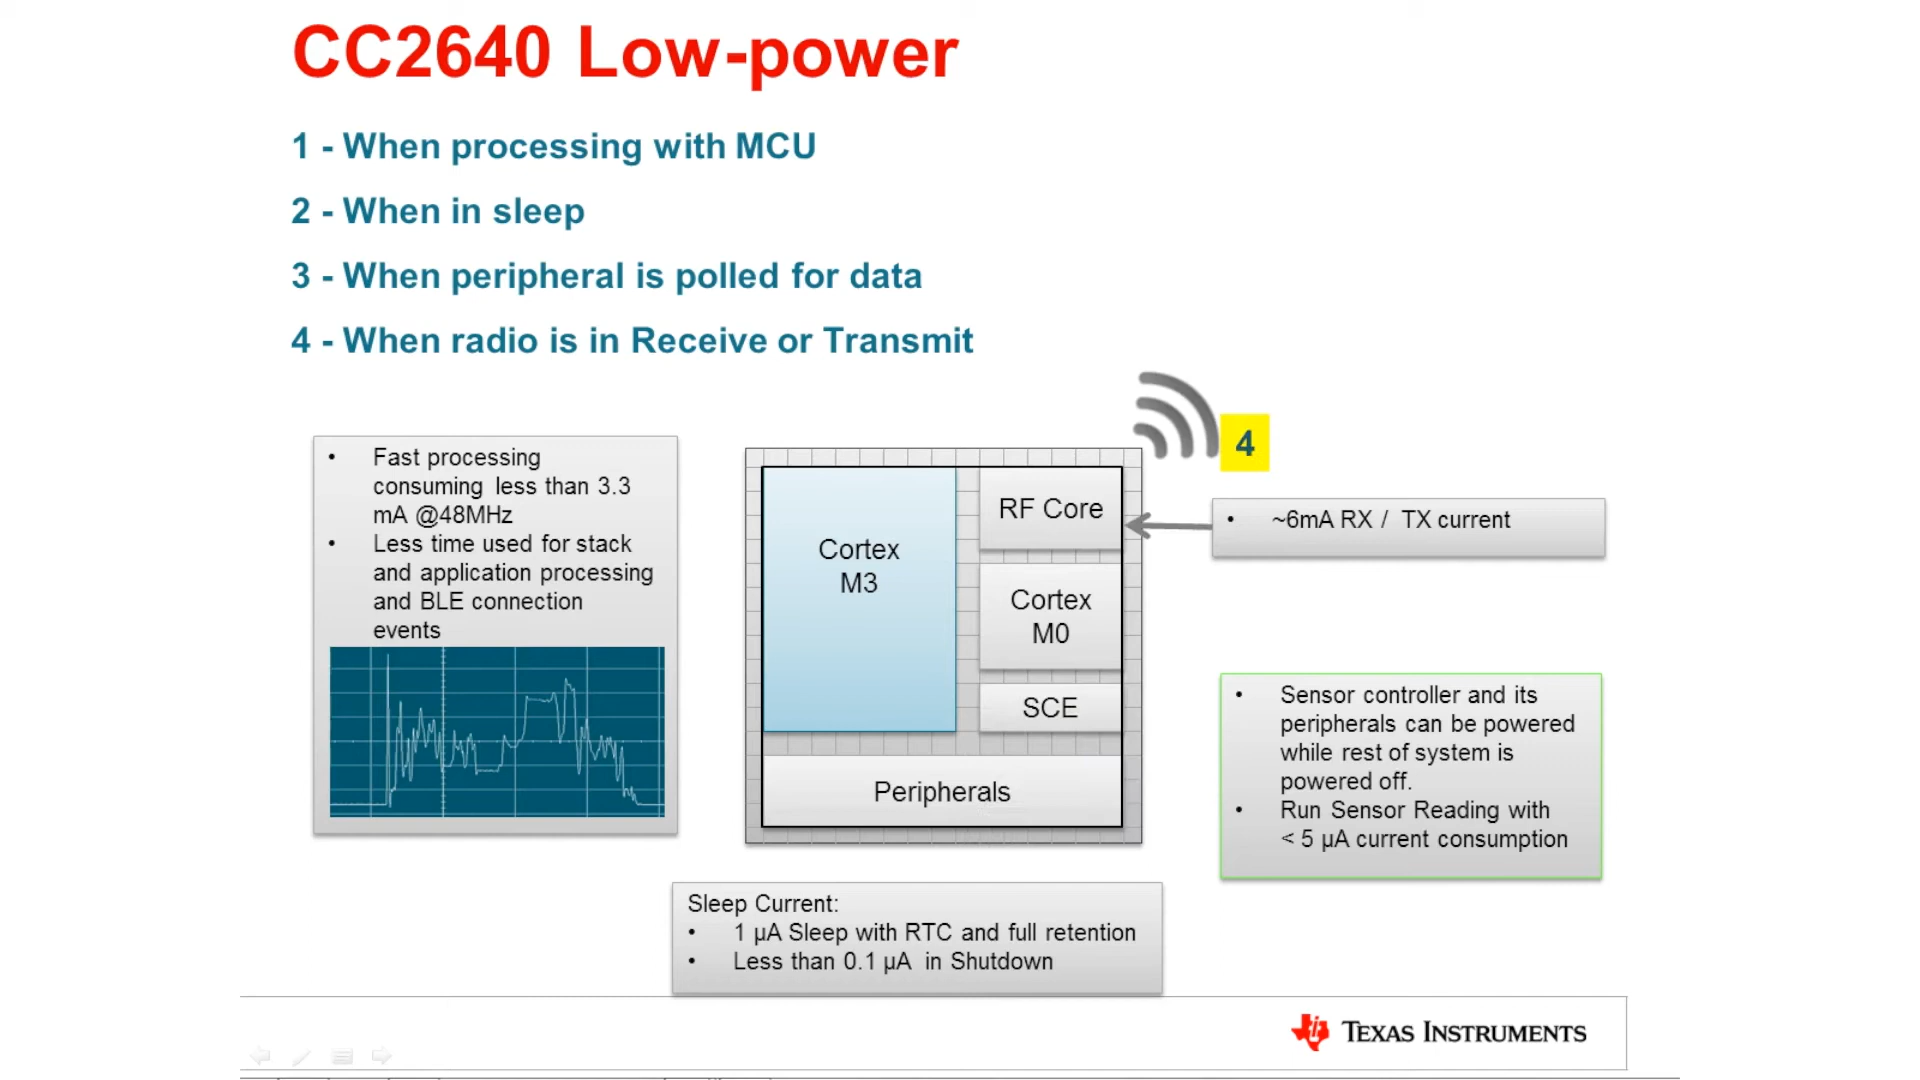 CC2640 Low-power
1 - When processing with MCU
2 - When in sleep
3 - When peripheral is polled for data
4 - When radio is in Receive or Transmit
4
• Fast processing
consuming less than 3.3
mA @48MHz
• Less time used for stack
and application processing
and BLE connection
events
Cortex
M3
RF Core
Cortex
M0
SCE
Peripherals
• ~6mA RX / TX current
• Sensor controller and its
peripherals can be powered
while rest of system is
powered off.
• Run Sensor Reading with
< 5 µA current consumption
Sleep Current:
• 1 µA Sleep with RTC and full retention
• Less than 0.1 µA in Shutdown
TEXAS INSTRUMENTS